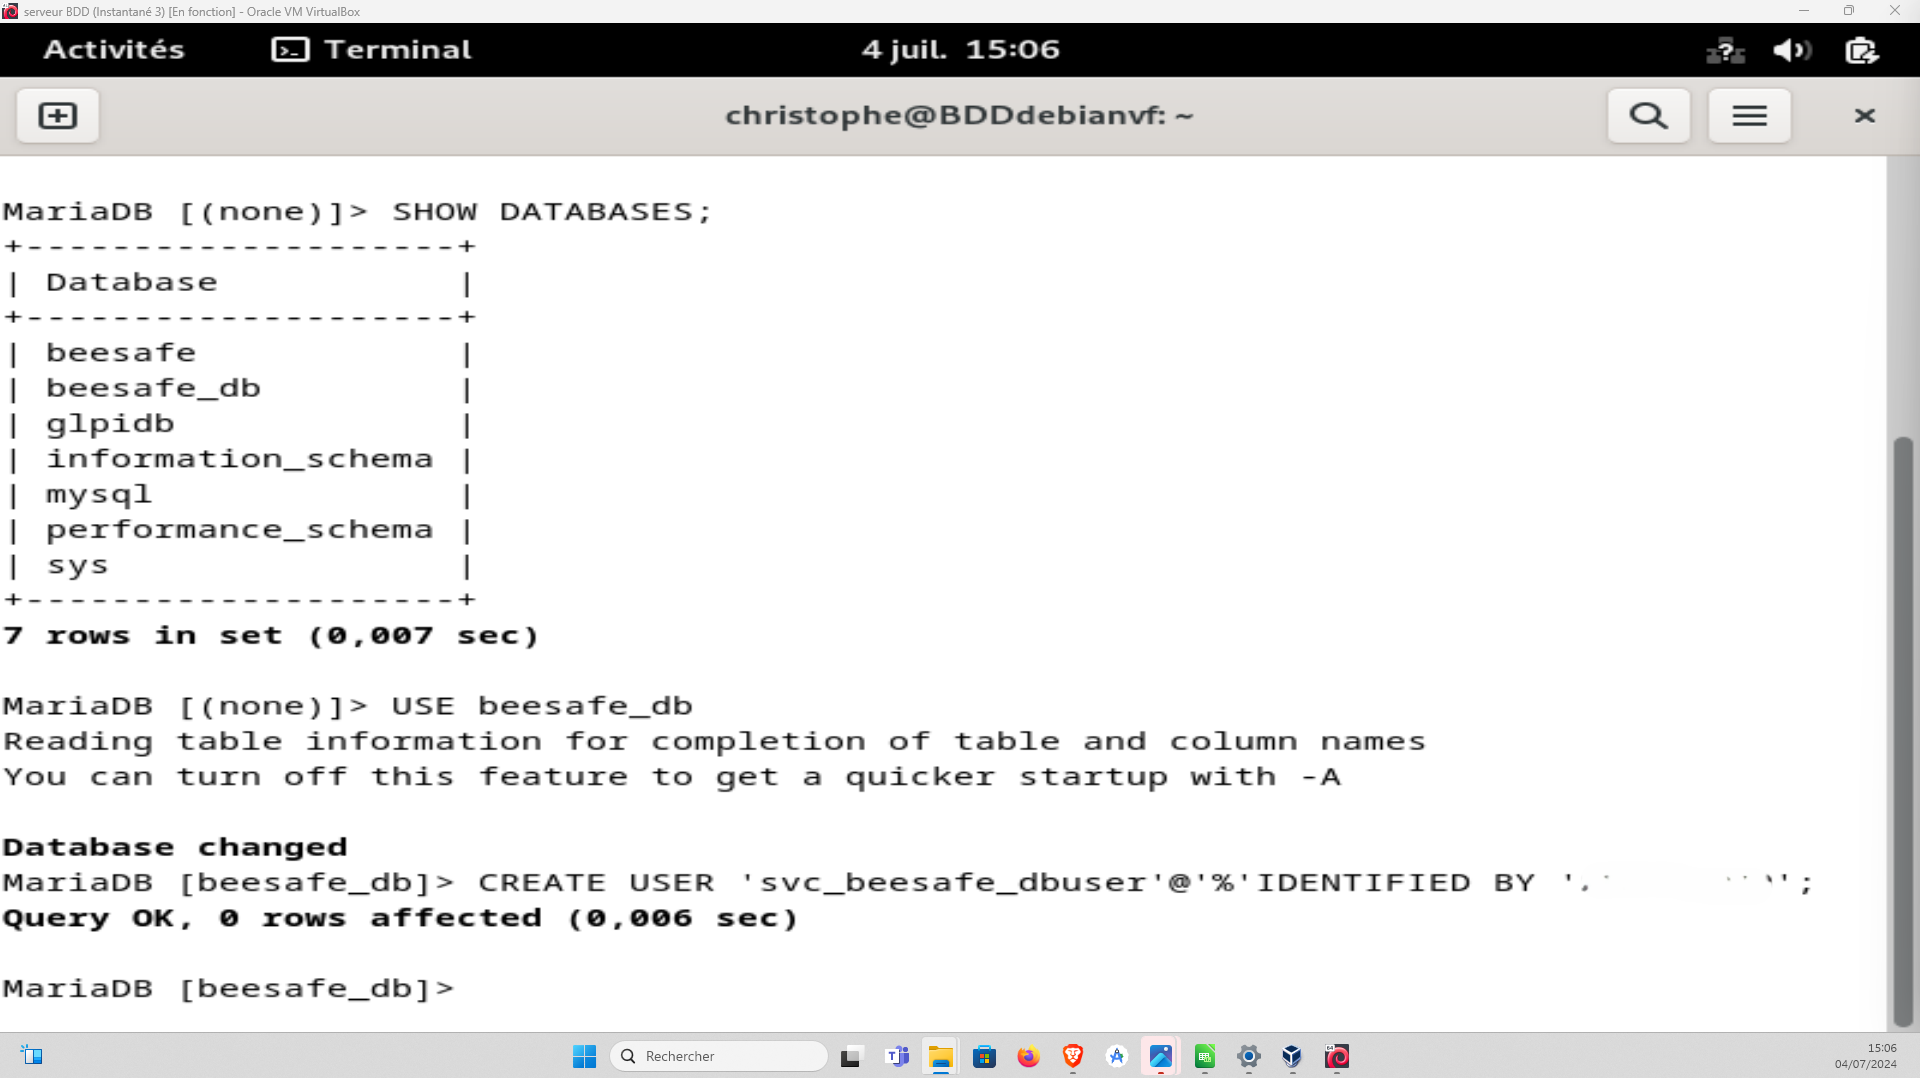 serveur BDD (Instantané 3) [En fonction] - Oracle VM VirtualBox
Activités Terminal 4 juil. 15:06
christophe@BDDdebianvf: ~
MariaDB [(none)]> SHOW DATABASES;
+--------------------+
| Database |
+--------------------+
| beesafe |
| beesafe_db |
| glpidb |
| information_schema |
| mysql |
| performance_schema |
| sys |
+--------------------+
7 rows in set (0,007 sec)
MariaDB [(none)]> USE beesafe_db
Reading table information for completion of table and column names
You can turn off this feature to get a quicker startup with -A
Database changed
MariaDB [beesafe_db]> CREATE USER 'svc_beesafe_dbuser'@'%'IDENTIFIED BY '';
Query OK, 0 rows affected (0,006 sec)
MariaDB [beesafe_db]>
Rechercher
15:06
04/07/2024